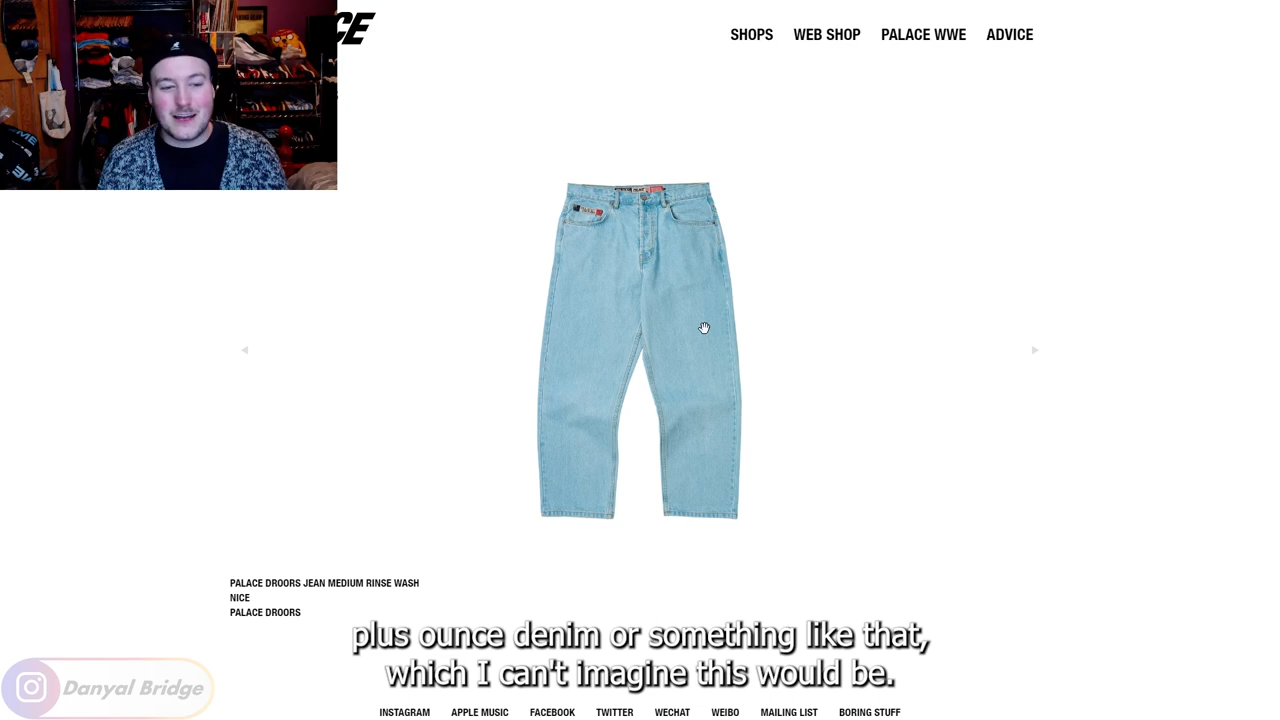 CE
SHOPS WEB SHOP PALACE WWE ADVICE
PALACE DROORS JEAN MEDIUM RINSE WASH
NICE
PALACE DROORS
plus ounce denim or something like that,
which I can't imagine this would be.
Danyal Bridge
INSTAGRAM APPLE MUSIC FACEBOOK TWITTER WECHAT WEIBO MAILING LIST BORING STUFF